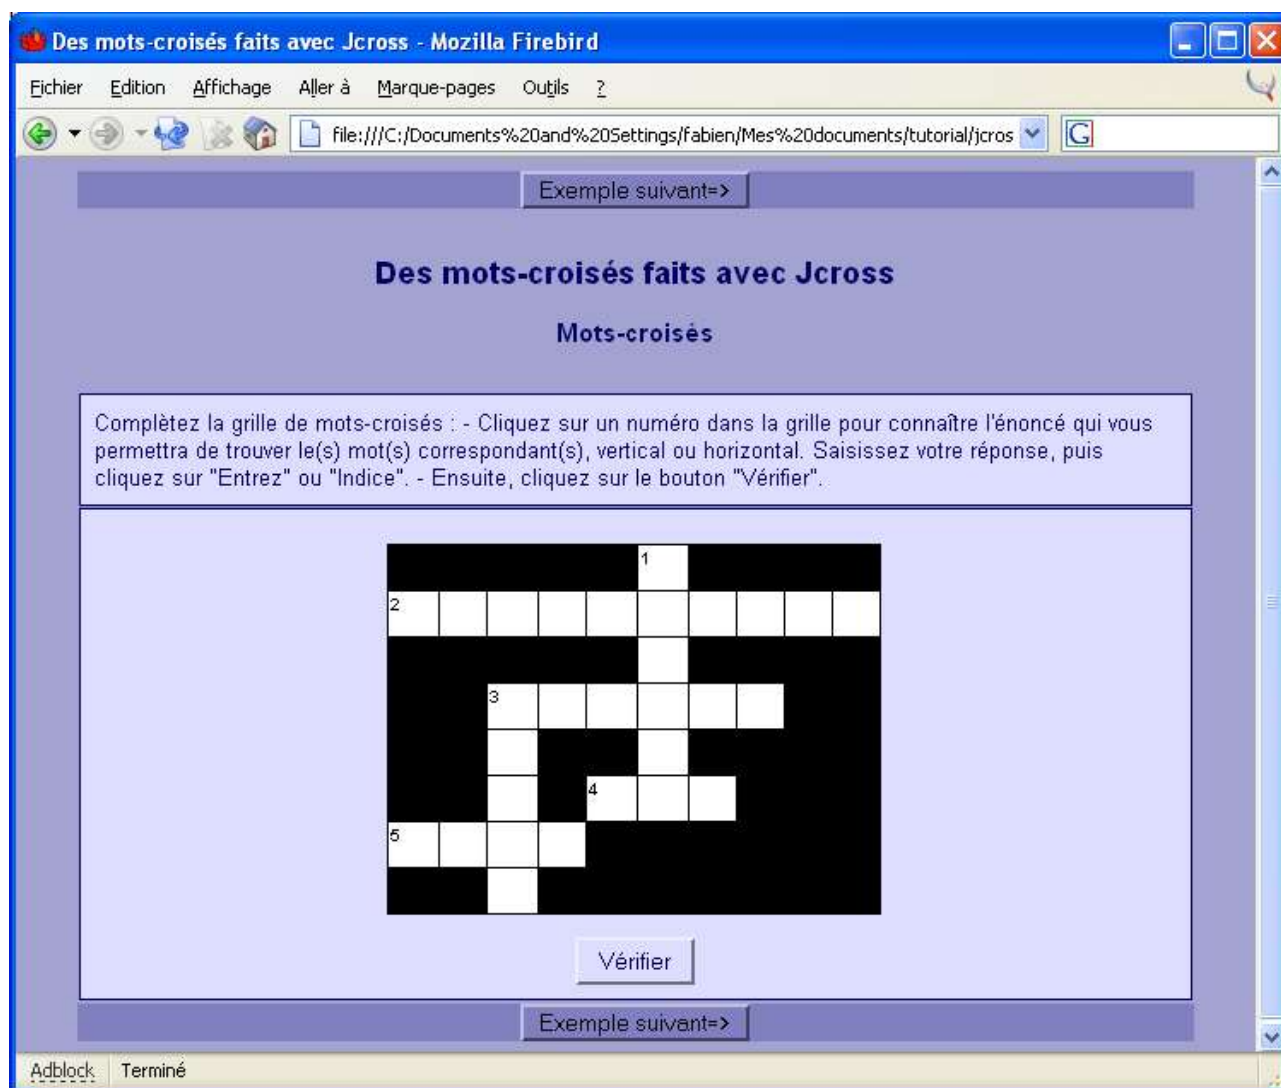 Des mots-croisés faits avec Jcross - Mozilla Firebird
Fichier Edition Affichage Aller à Marque-pages Outils ?
file:///C:/Documents%20and%20Settings/fabien/Mes%20documents/tutorial/jcros G
Exemple suivant=>
Des mots-croisés faits avec Jcross
Mots-croisés
Complètez la grille de mots-croisés : - Cliquez sur un numéro dans la grille pour connaître l'énoncé qui vous
permettra de trouver le(s) mot(s) correspondant(s), vertical ou horizontal. Saisissez votre réponse, puis
cliquez sur "Entrez" ou "Indice". - Ensuite, cliquez sur le bouton "Vérifier".
1
2
3
4
5
Vérifier
Exemple suivant=>
Adblock Terminé